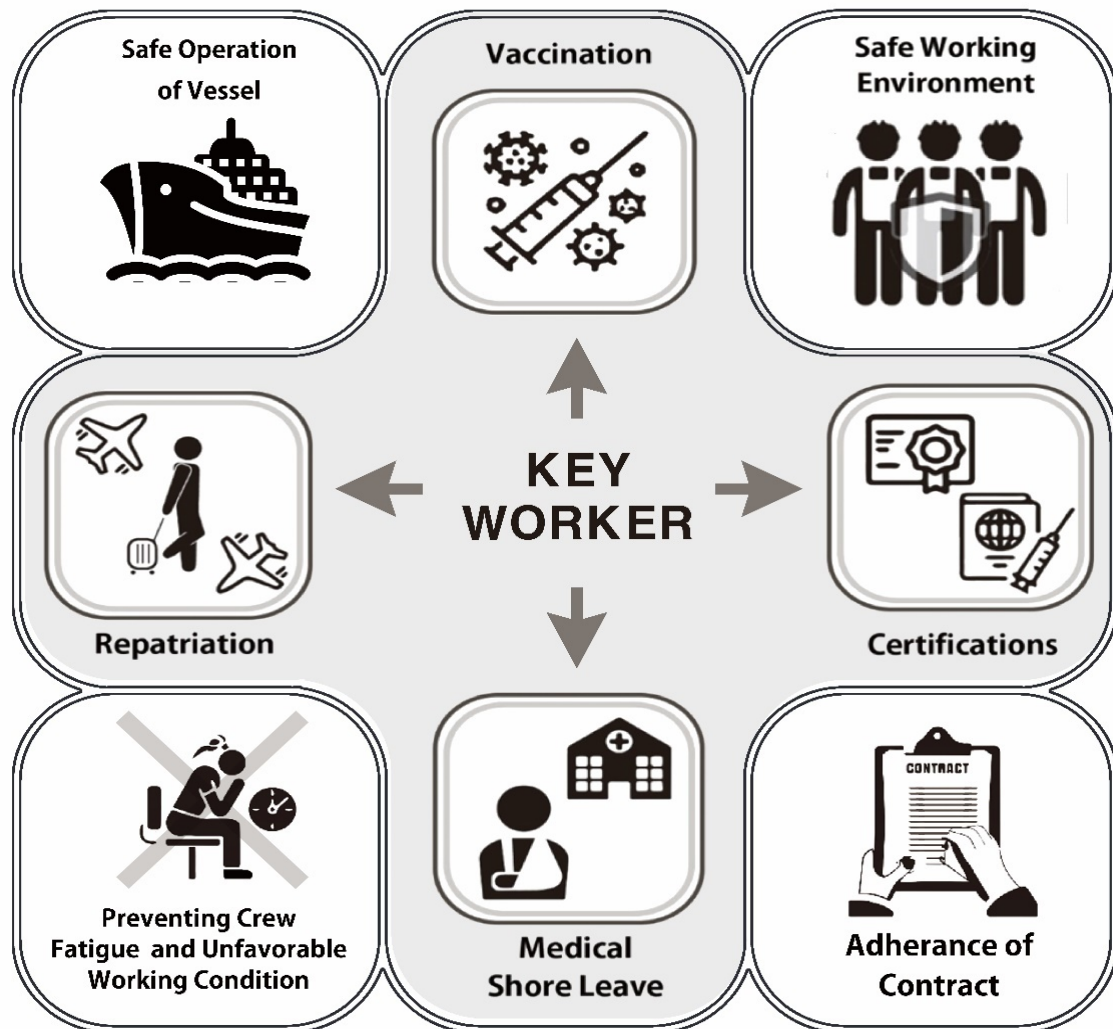 Safe Operation
of Vessel
Vaccination
Safe Working
Environment
KEY
WORKER
Repatriation
Certifications
Preventing Crew
Fatigue and Unfavorable
Working Condition
Medical
Shore Leave
CONTRACT
Adherance of
Contract